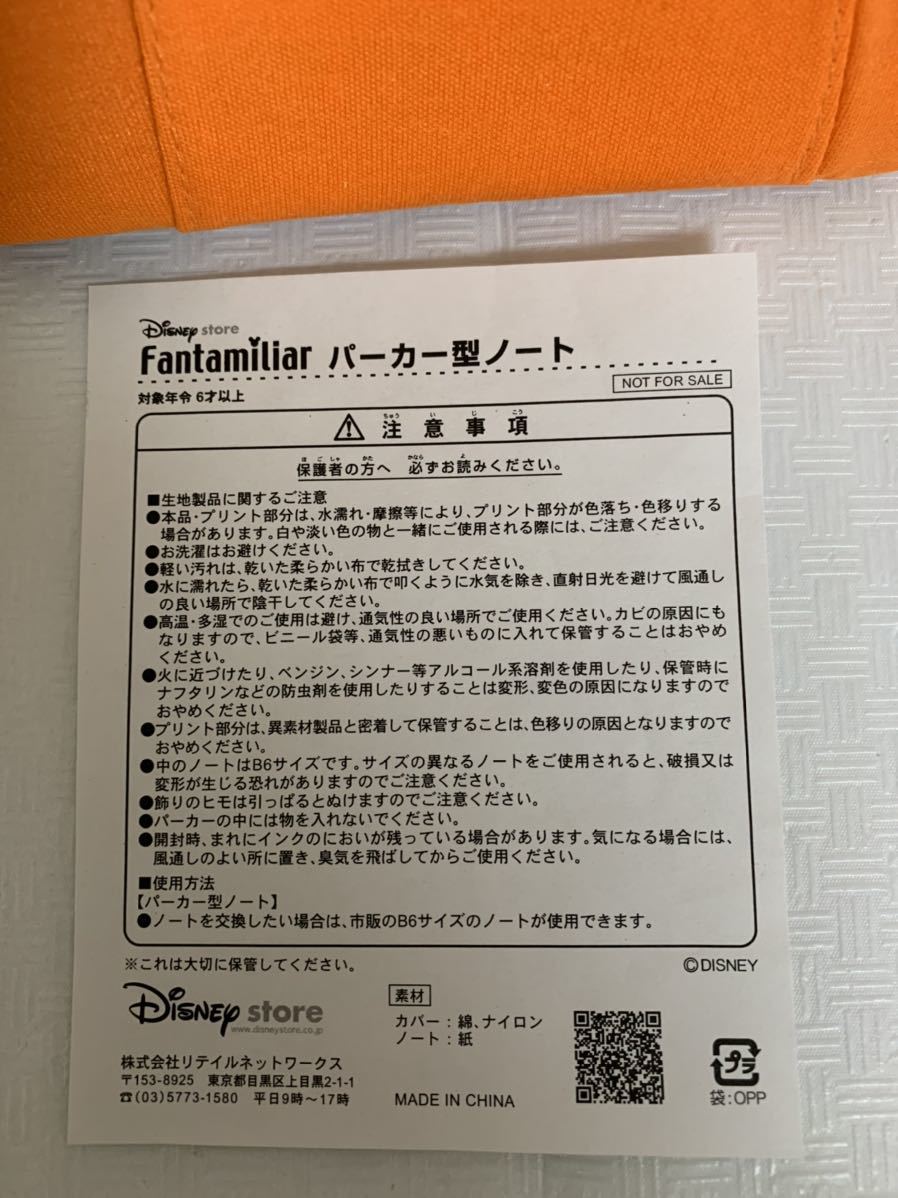 Disney store
Fantamiliar パーカー型ノート
NOT FOR SALE
対象年令 6才以上
注意事項
ちゅう い じ こう
保護者の方へ 必ずお読みください。
ほ ご しゃ かた かなら よ
■生地製品に関するご注意
●本品・プリント部分は、水濡れ・摩擦等により、プリント部分が色落ち・色移りする
場合があります。白や淡い色の物と一緒にご使用される際には、ご注意ください。
●お洗濯はお避けください。
●軽い汚れは、乾いた柔らかい布で乾拭きしてください。
●水に濡れたら、乾いた柔らかい布で叩くように水気を除き、直射日光を避けて風通し
の良い場所で陰干してください。
●高温・多湿でのご使用は避け、通気性の良い場所でご使用ください。カビの原因にも
なりますので、ビニール袋等、通気性の悪いものに入れて保管することはおやめ
ください。
●火に近づけたり、ベンジン、シンナー等アルコール系溶剤を使用したり、保管時に
ナフタリンなどの防虫剤を使用したりすることは変形、変色の原因になりますので
おやめください。
●プリント部分は、異素材製品と密着して保管することは、色移りの原因となりますので
おやめください。
●中のノートはB6サイズです。サイズの異なるノートをご使用されると、破損又は
変形が生じる恐れがありますのでご注意ください。
●飾りのヒモは引っぱるとぬけますのでご注意ください。
●パーカーの中には物を入れないでください。
●開封時、まれにインクのにおいが残っている場合があります。気になる場合には、
風通しのよい所に置き、臭気を飛ばしてからご使用ください。
■使用方法
【パーカー型ノート】
●ノートを交換したい場合は、市販のB6サイズのノートが使用できます。
※これは大切に保管してください。
©DISNEY
Disney store
www.disneystore.co.jp
株式会社リテイルネットワークス
〒153-8925 東京都目黒区上目黒2-1-1
☎(03)5773-1580 平日9時～17時
素材
カバー：綿、ナイロン
ノート：紙
MADE IN CHINA
プラ
袋：OPP